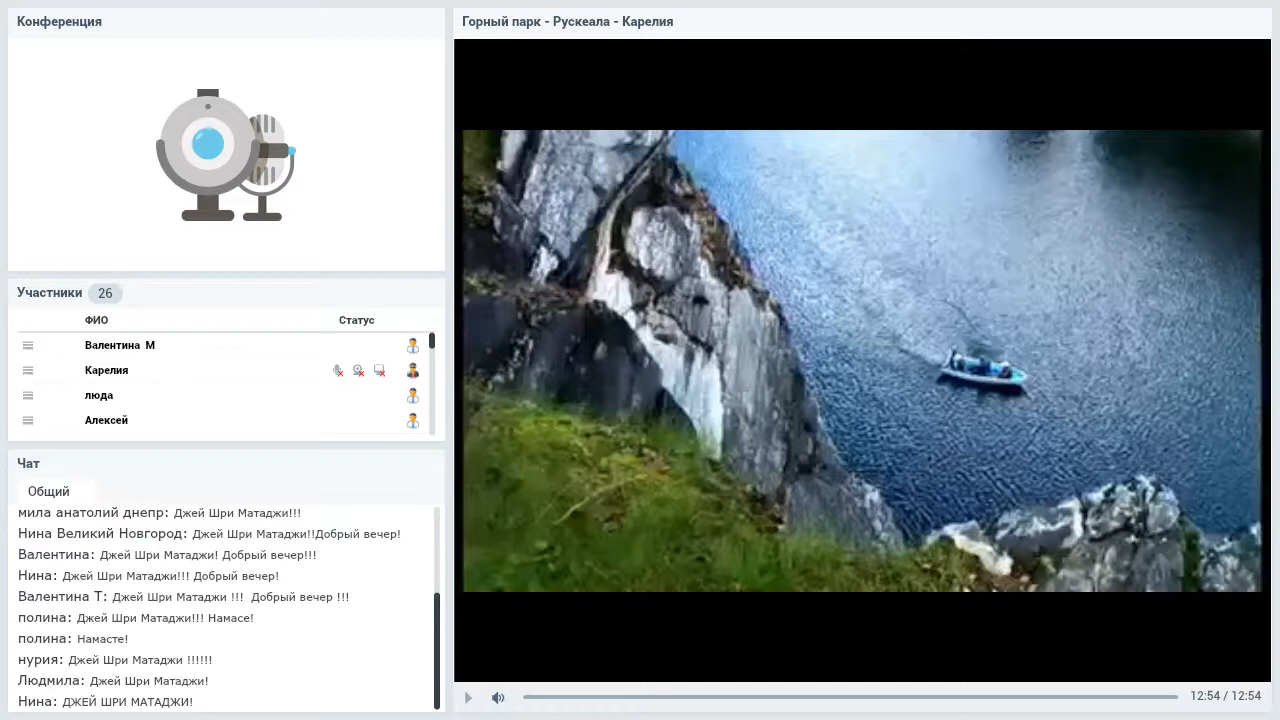 Конференция
Горный парк - Рускеала - Карелия
Участники 26
ФИО Статус
Валентина М
Карелия
люда
Алексей
Чат
Общий
мила анатолий днепр: Джей Шри Матаджи!!!
Нина Великий Новгород: Джей Шри Матаджи!!Добрый вечер!
Валентина: Джей Шри Матаджи! Добрый вечер!!!
Нина: Джей Шри Матаджи!!! Добрый вечер!
Валентина Т: Джей Шри Матаджи !!! Добрый вечер !!!
полина: Джей Шри Матаджи!!! Намасе!
полина: Намасте!
нурия: Джей Шри Матаджи !!!!!!
Людмила: Джей Шри Матаджи!
Нина: ДЖЕЙ ШРИ МАТАДЖИ!
12:54 / 12:54